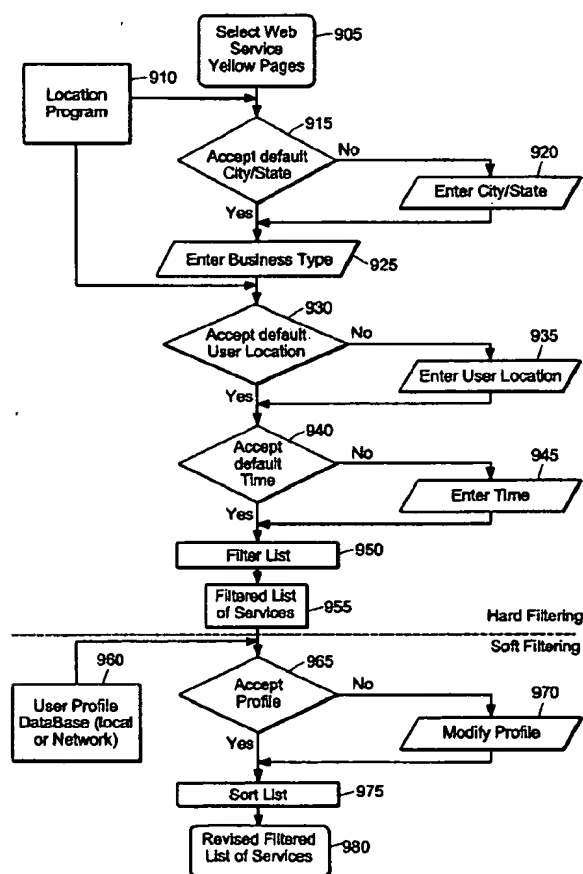 Select Web
Service
Yellow Pages
905
910
Location
Program
915
Accept default
City/State
No
920
Enter City/State
Yes
Enter Business Type
925
930
Accept default
User Location
No
935
Enter User Location
Yes
940
Accept
default
Time
No
945
Enter Time
Yes
Filter List
950
Filtered List
of Services
955
Hard Filtering
Soft Filtering
960
User Profile
DataBase (local
or Network)
965
Accept
Profile
No
970
Modify Profile
Yes
Sort List
975
Revised Filtered
List of Services
980